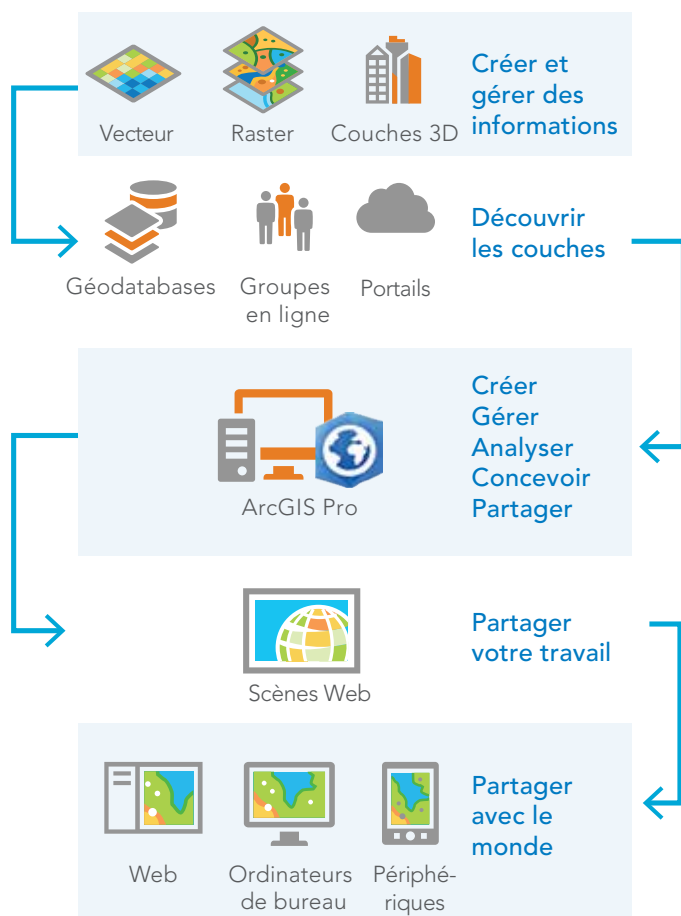 Vecteur
Raster
Couches 3D
Créer et
gérer des
informations
Géodatabases
Groupes
en ligne
Portails
Découvrir
les couches
ArcGIS Pro
Créer
Gérer
Analyser
Concevoir
Partager
Scènes Web
Partager
votre travail
Web
Ordinateurs
de bureau
Périphé-
riques
Partager
avec le
monde